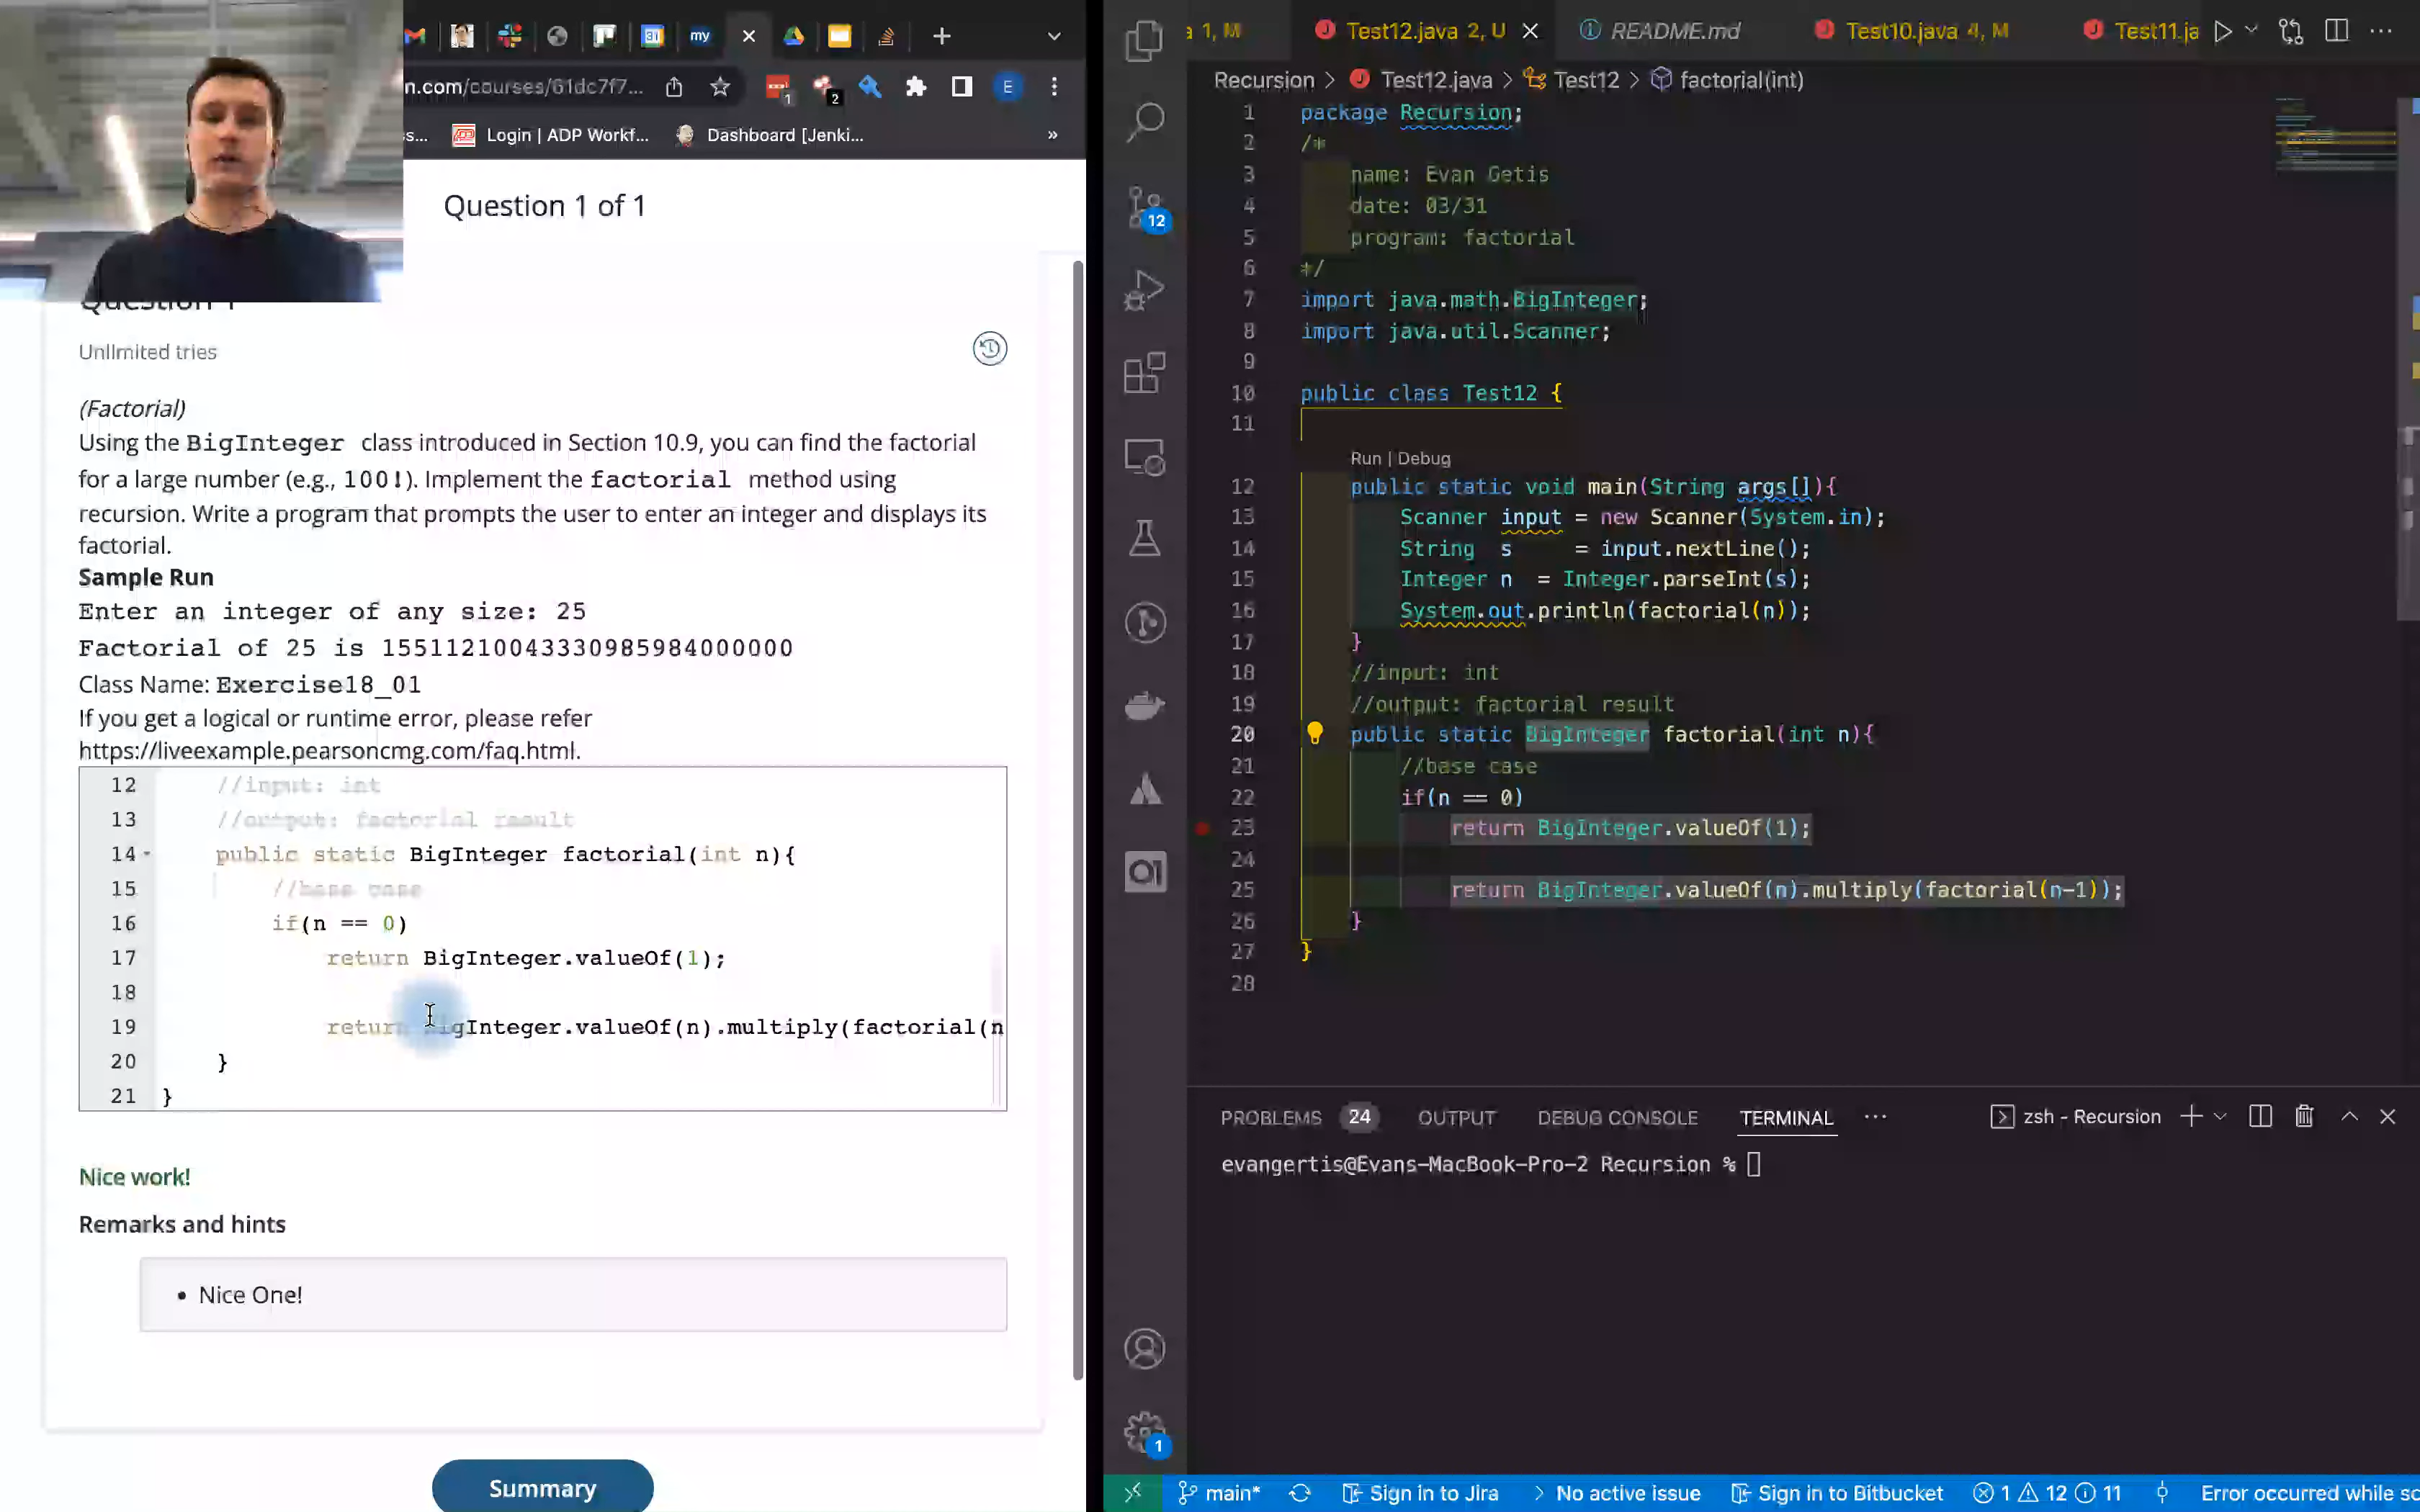 my
31
n.com/courses/61dc7f7...
1
2
E
s...
Login | ADP Workf...
Dashboard [Jenki...
»
Question 1 of 1
Question 1
Unlimited tries
(Factorial)
Using the BigInteger class introduced in Section 10.9, you can find the factorial
for a large number (e.g., 100!). Implement the factorial method using
recursion. Write a program that prompts the user to enter an integer and displays its
factorial.
Sample Run
Enter an integer of any size: 25
Factorial of 25 is 15511210043330985984000000
Class Name: Exercise18_01
If you get a logical or runtime error, please refer
https://liveexample.pearsoncmg.com/faq.html.
12 //input: int
13 //output: factorial result
14 public static BigInteger factorial(int n){
15 //base case
16 if(n == 0)
17 return BigInteger.valueOf(1);
18
19 return BigInteger.valueOf(n).multiply(factorial(n
20 }
21 }
Nice work!
Remarks and hints
• Nice One!
Summary
a 1, M
Test12.java 2, U
README.md
Test10.java 4, M
Test11.ja
Recursion > Test12.java > Test12 > factorial(int)
1 package Recursion;
2 /*
3 name: Evan Getis
4 date: 03/31
5 program: factorial
6 */
7 import java.math.BigInteger;
8 import java.util.Scanner;
9
10 public class Test12 {
11
Run | Debug
12 public static void main(String args[]){
13 Scanner input = new Scanner(System.in);
14 String s = input.nextLine();
15 Integer n = Integer.parseInt(s);
16 System.out.println(factorial(n));
17 }
18 //input: int
19 //output: factorial result
20 public static BigInteger factorial(int n){
21 //base case
22 if(n == 0)
23 return BigInteger.valueOf(1);
24
25 return BigInteger.valueOf(n).multiply(factorial(n-1));
26 }
27 }
28
12
PROBLEMS 24 OUTPUT DEBUG CONSOLE TERMINAL ... zsh - Recursion
evangertis@Evans-MacBook-Pro-2 Recursion %
1
main* Sign in to Jira > No active issue Sign in to Bitbucket 1 12 11 Error occurred while sc